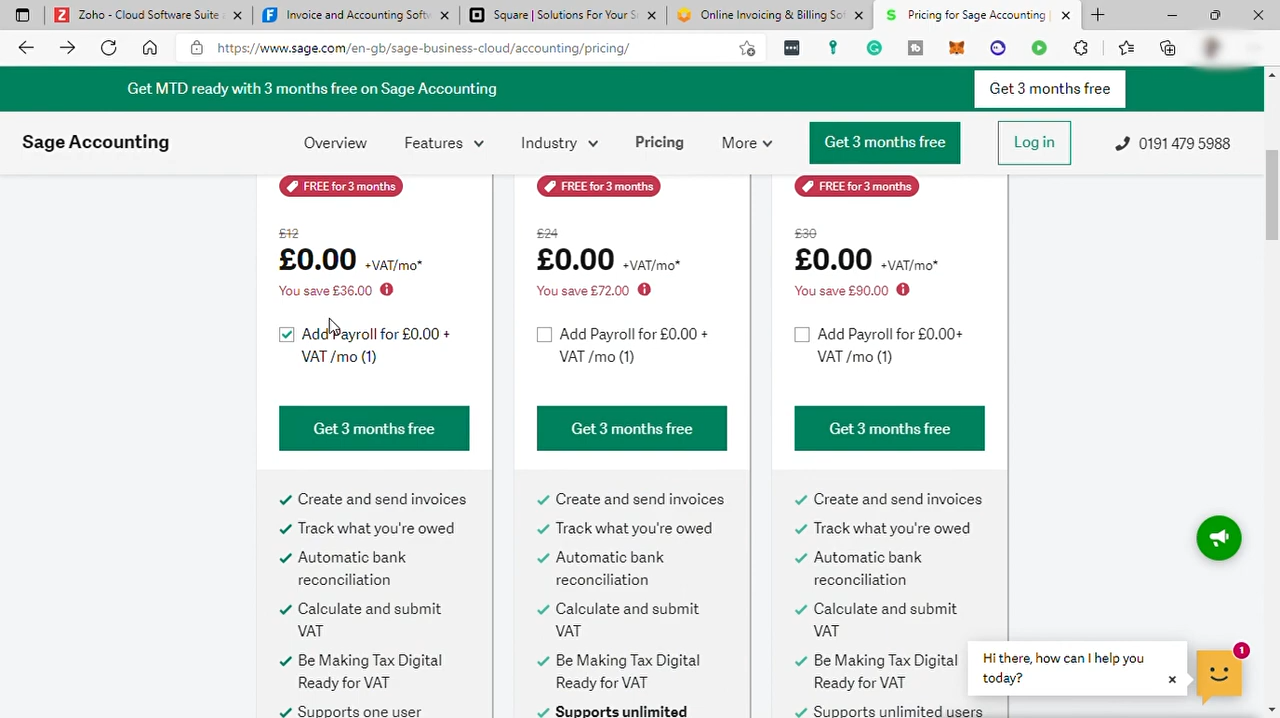 Zoho - Cloud Software Suite
Invoice and Accounting Softw
Square | Solutions For Your S
Online Invoicing & Billing So
Pricing for Sage Accounting |
https://www.sage.com/en-gb/sage-business-cloud/accounting/pricing/
Get MTD ready with 3 months free on Sage Accounting
Get 3 months free
Sage Accounting
Overview
Features
Industry
Pricing
More
Get 3 months free
Log in
0191 479 5988
FREE for 3 months
FREE for 3 months
FREE for 3 months
£12
£24
£30
£0.00 +VAT/mo*
£0.00 +VAT/mo*
£0.00 +VAT/mo*
You save £36.00
You save £72.00
You save £90.00
Add Payroll for £0.00 +
VAT /mo (1)
Add Payroll for £0.00 +
VAT /mo (1)
Add Payroll for £0.00+
VAT /mo (1)
Get 3 months free
Get 3 months free
Get 3 months free
Create and send invoices
Track what you're owed
Automatic bank
reconciliation
Calculate and submit
VAT
Be Making Tax Digital
Ready for VAT
Supports one user
Create and send invoices
Track what you're owed
Automatic bank
reconciliation
Calculate and submit
VAT
Be Making Tax Digital
Ready for VAT
Supports unlimited
Create and send invoices
Track what you're owed
Automatic bank
reconciliation
Calculate and submit
VAT
Be Making Tax Digital
Ready for VAT
Supports unlimited users
Hi there, how can I help you
today?
1